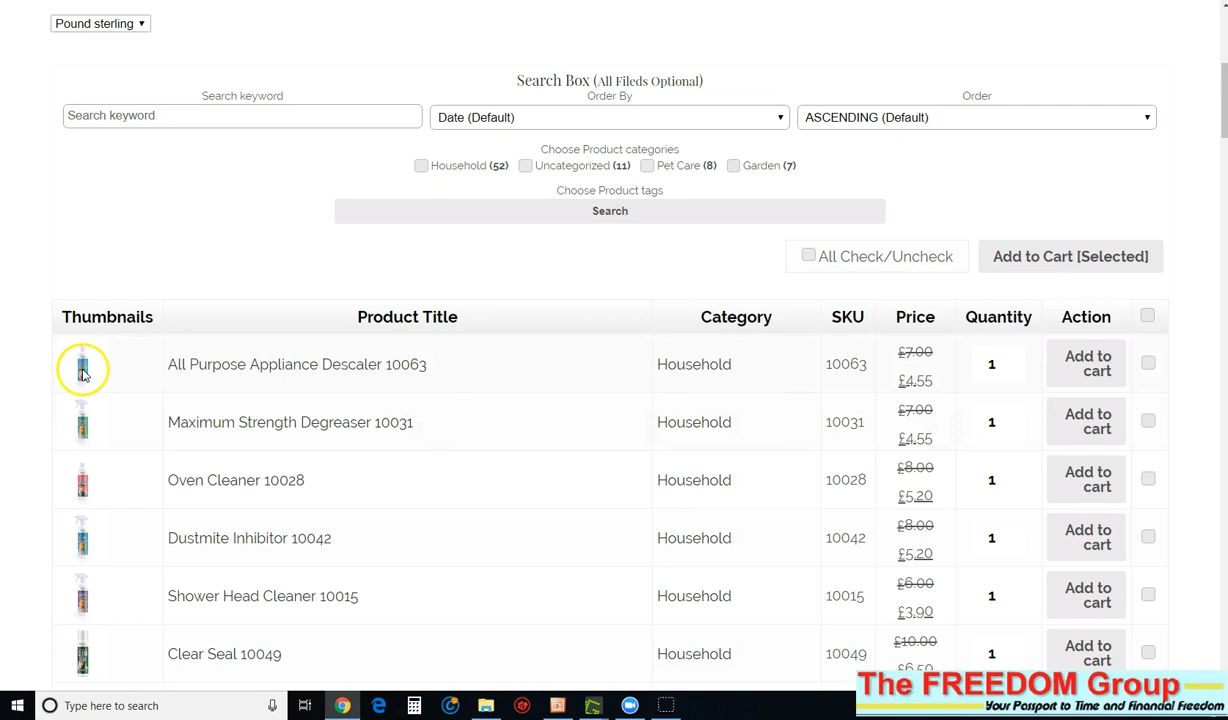 Pound sterling
Search Box (All Fileds Optional)
Search keyword
Order By
Order
Search keyword
Date (Default)
ASCENDING (Default)
Choose Product categories
Household (52) Uncategorized (11) Pet Care (8) Garden (7)
Choose Product tags
Search
All Check/Uncheck
Add to Cart [Selected]
Thumbnails Product Title Category SKU Price Quantity Action
All Purpose Appliance Descaler 10063 Household 10063 £7.00 £4.55 1 Add to cart
Maximum Strength Degreaser 10031 Household 10031 £7.00 £4.55 1 Add to cart
Oven Cleaner 10028 Household 10028 £8.00 £5.20 1 Add to cart
Dustmite Inhibitor 10042 Household 10042 £8.00 £5.20 1 Add to cart
Shower Head Cleaner 10015 Household 10015 £6.00 £3.90 1 Add to cart
Clear Seal 10049 Household 10049 £10.00 £6.50 1 Add to cart
Type here to search
The FREEDOM Group
Your Passport to Time and Financial Freedom